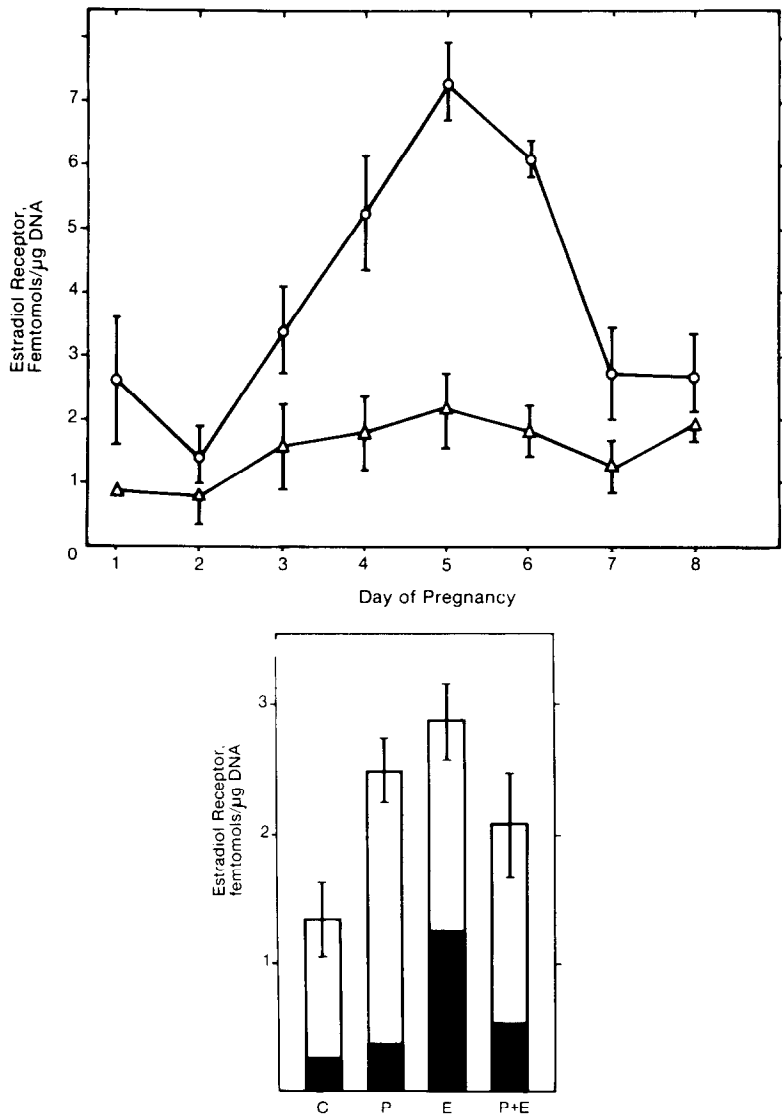 7
6
5
4
3
2
1
0
Estradiol Receptor,
Femtomols/µg DNA
1 2 3 4 5 6 7 8
Day of Pregnancy
3
2
1
Estradiol Receptor,
femtomols/µg DNA
C P E P+E